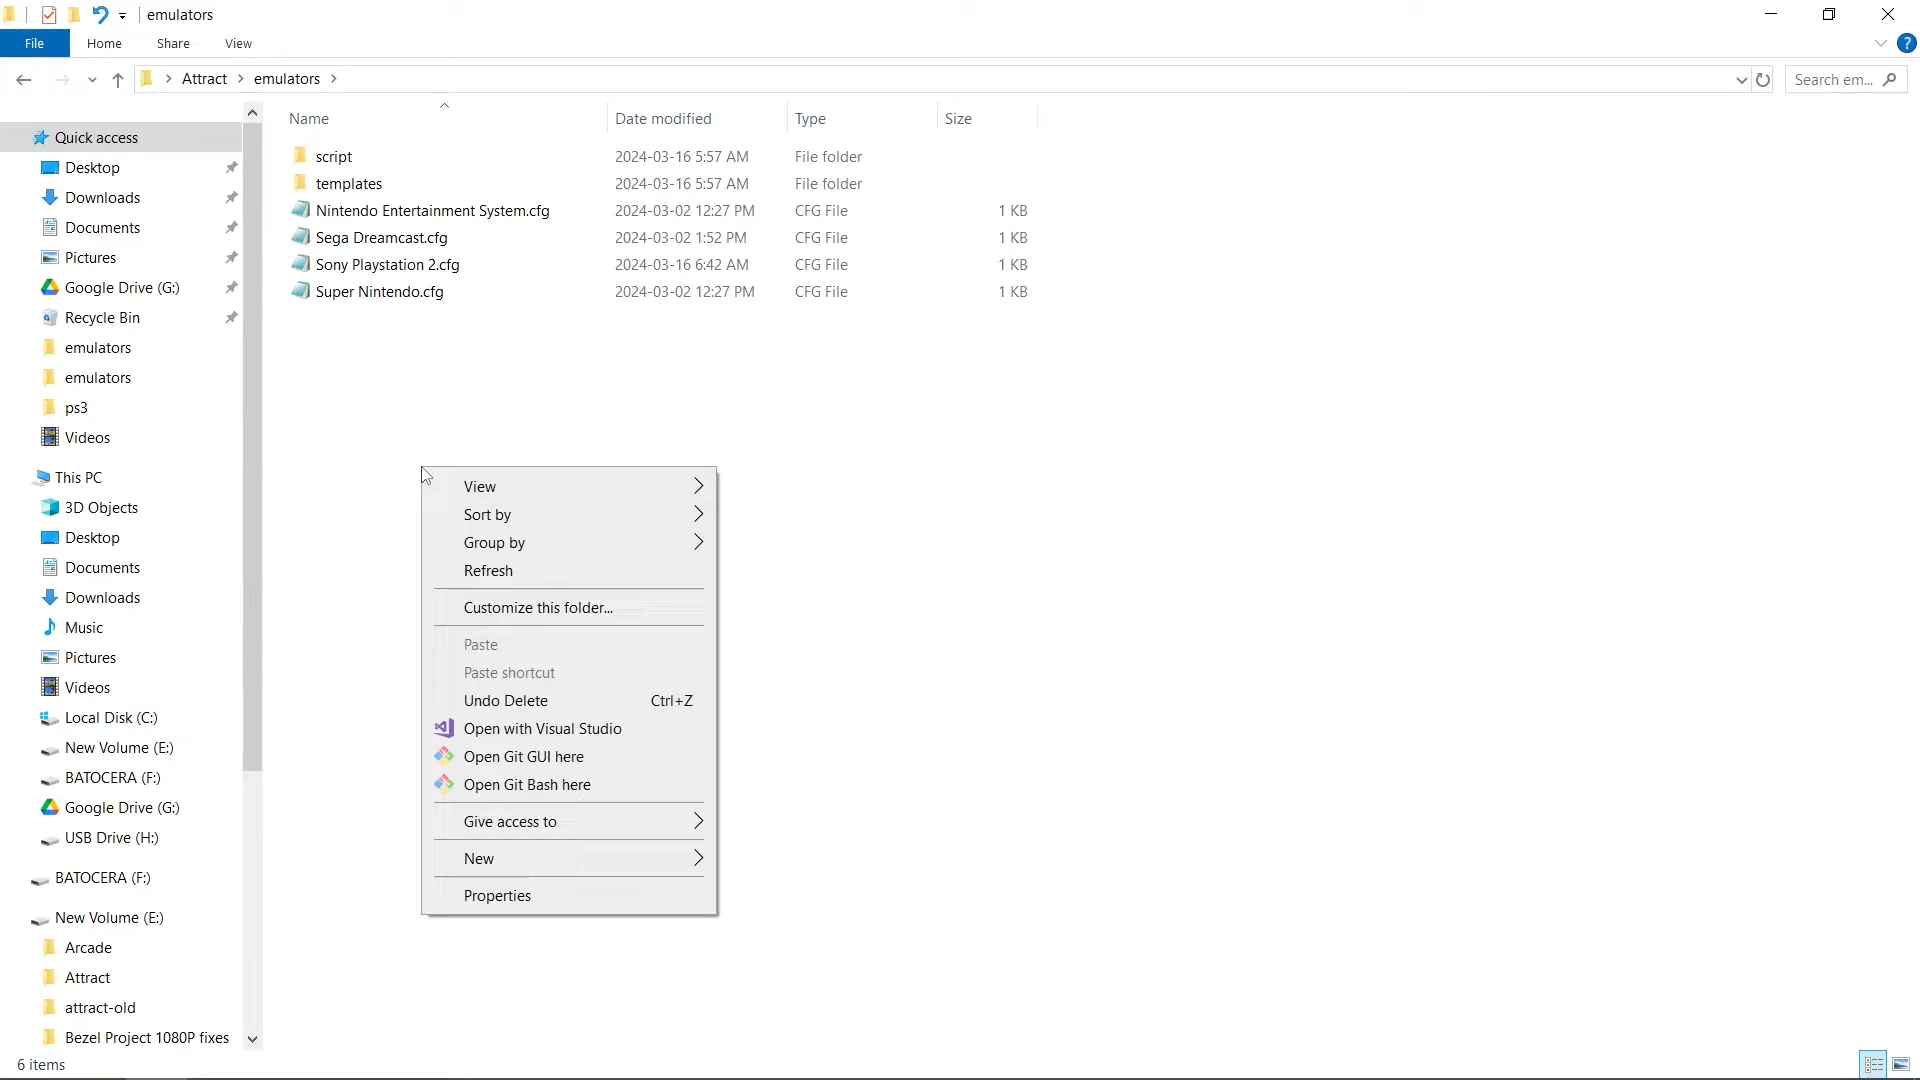 emulators
File Home Share View
Attract emulators
Search em...
Name Date modified Type Size
script 2024-03-16 5:57 AM File folder
templates 2024-03-16 5:57 AM File folder
Nintendo Entertainment System.cfg 2024-03-02 12:27 PM CFG File 1 KB
Sega Dreamcast.cfg 2024-03-02 1:52 PM CFG File 1 KB
Sony Playstation 2.cfg 2024-03-16 6:42 AM CFG File 1 KB
Super Nintendo.cfg 2024-03-02 12:27 PM CFG File 1 KB
Quick access
Desktop
Downloads
Documents
Pictures
Google Drive (G:)
Recycle Bin
emulators
emulators
ps3
Videos
This PC
3D Objects
Desktop
Documents
Downloads
Music
Pictures
Videos
Local Disk (C:)
New Volume (E:)
BATOCERA (F:)
Google Drive (G:)
USB Drive (H:)
BATOCERA (F:)
New Volume (E:)
Arcade
Attract
attract-old
Bezel Project 1080P fixes
View
Sort by
Group by
Refresh
Customize this folder...
Paste
Paste shortcut
Undo Delete Ctrl+Z
Open with Visual Studio
Open Git GUI here
Open Git Bash here
Give access to
New
Properties
6 items